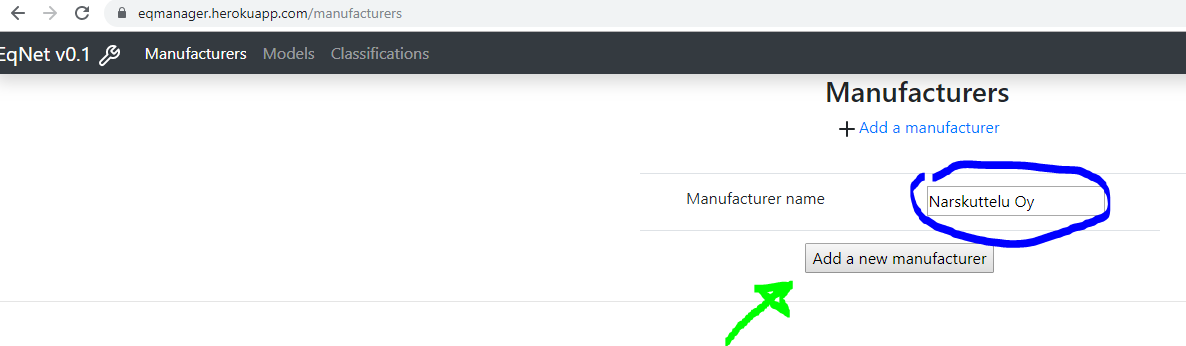 eqmanager.herokuapp.com/manufacturers
EqNet v0.1 Manufacturers Models Classifications
Manufacturers
Add a manufacturer
Manufacturer name Narskuttelu Oy
Add a new manufacturer